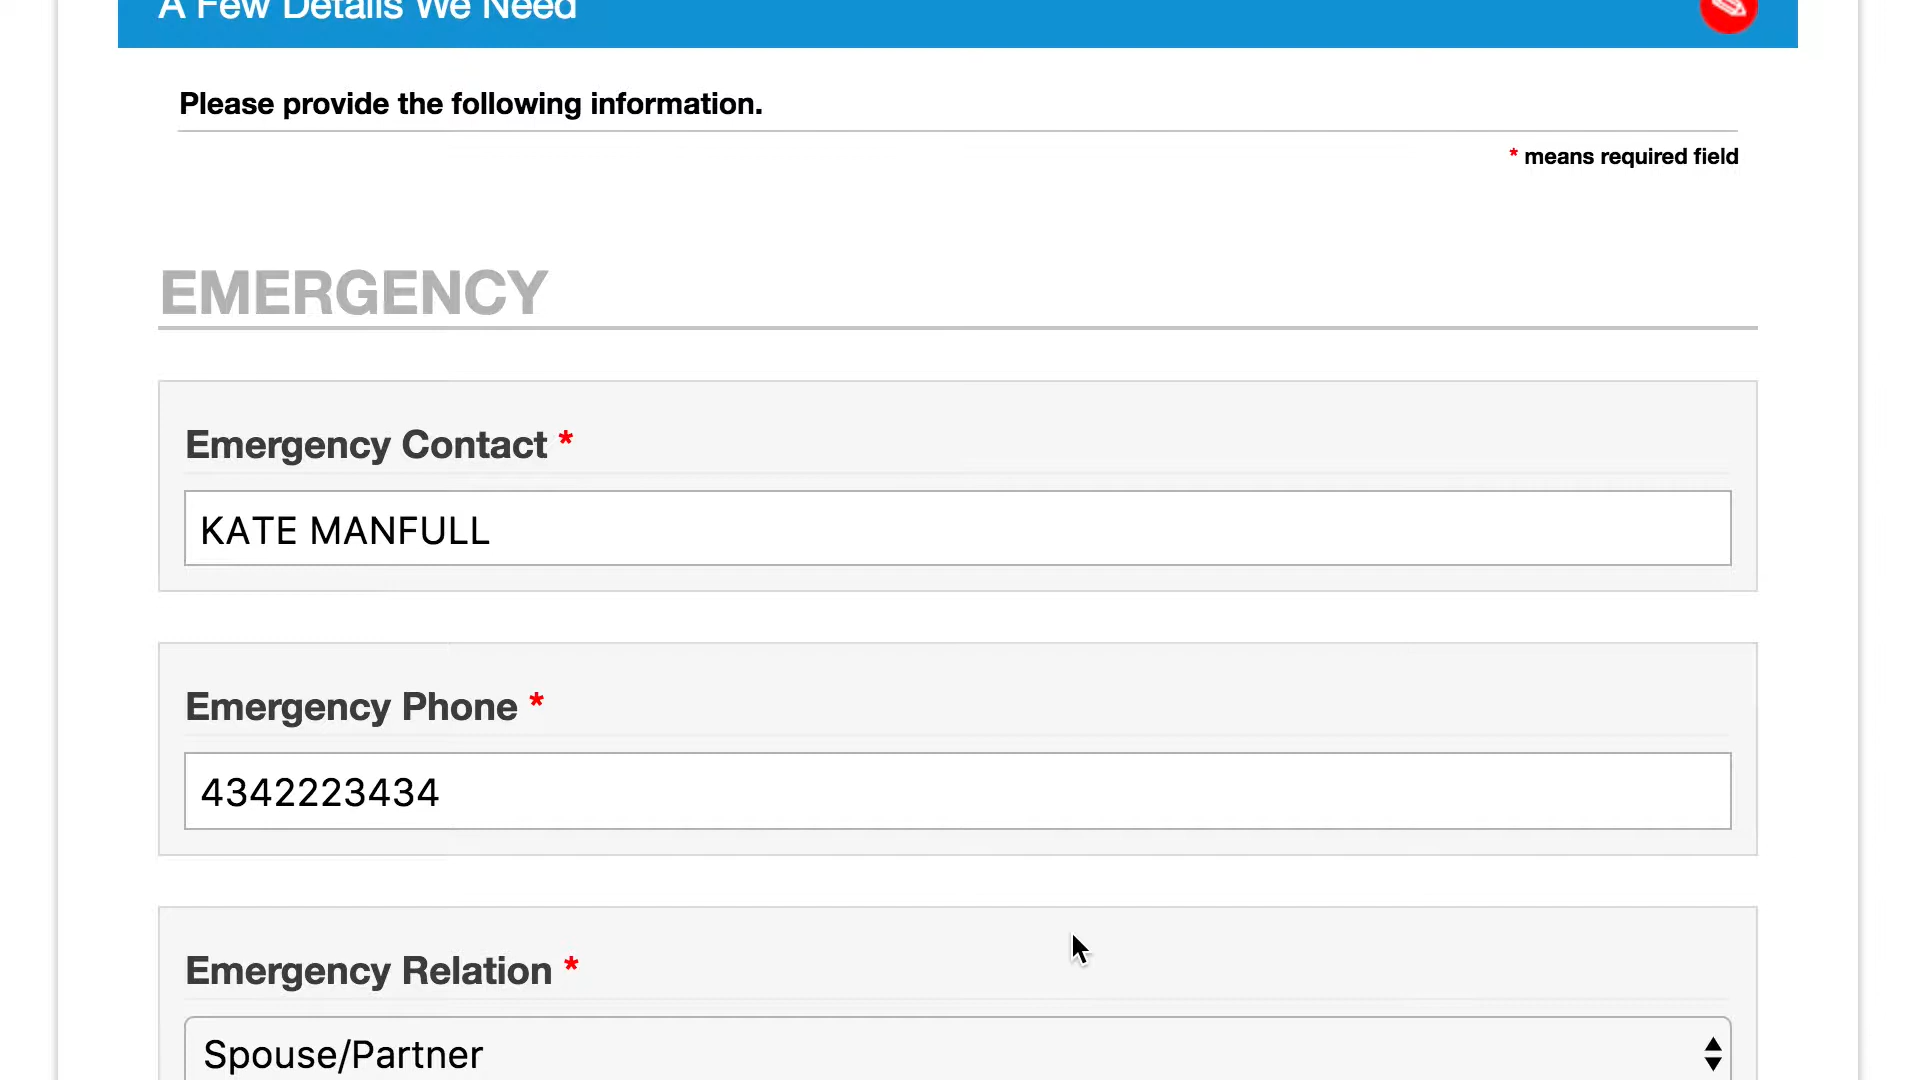 A Few Details We Need
Please provide the following information.
* means required field
EMERGENCY
Emergency Contact *
KATE MANFULL
Emergency Phone *
4342223434
Emergency Relation *
Spouse/Partner